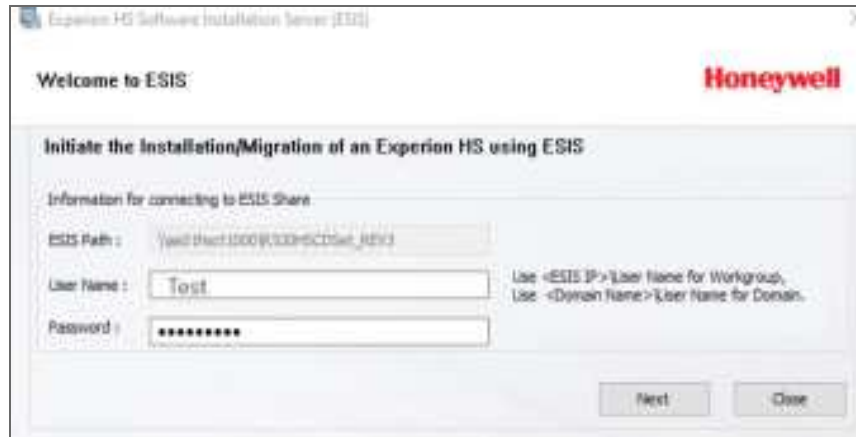 Experion HS Software Installation Server (ESIS)
Welcome to ESIS
Honeywell
Initiate the Installation/Migration of an Experion HS using ESIS
Information for connecting to ESIS Share
ESIS Path :
User Name : Test
Use <ESIS IP>\User Name for Workgroup,
Use <Domain Name>\User Name for Domain.
Password : •••••••••
Next Close